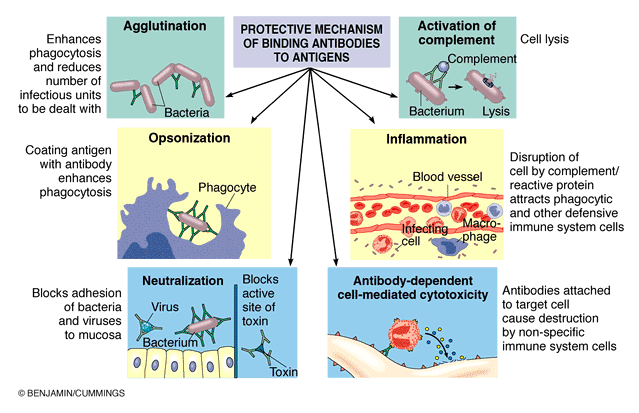 Agglutination
Enhances
phagocytosis
and reduces
number of
infectious units
to be dealt with
Bacteria
PROTECTIVE MECHANISM
OF BINDING ANTIBODIES
TO ANTIGENS
Activation of
complement
Complement
Bacterium
Lysis
Cell lysis
Opsonization
Coating antigen
with antibody
enhances
phagocytosis
Phagocyte
Inflammation
Blood vessel
Infecting
cell
Macro-
phage
Disruption of
cell by complement/
reactive protein
attracts phagocytic
and other defensive
immune system cells
Neutralization
Blocks adhesion
of bacteria
and viruses
to mucosa
Virus
Bacterium
Blocks
active
site of
toxin
Toxin
Antibody-dependent
cell-mediated cytotoxicity
Antibodies attached
to target cell
cause destruction
by non-specific
immune system cells
© BENJAMIN/CUMMINGS